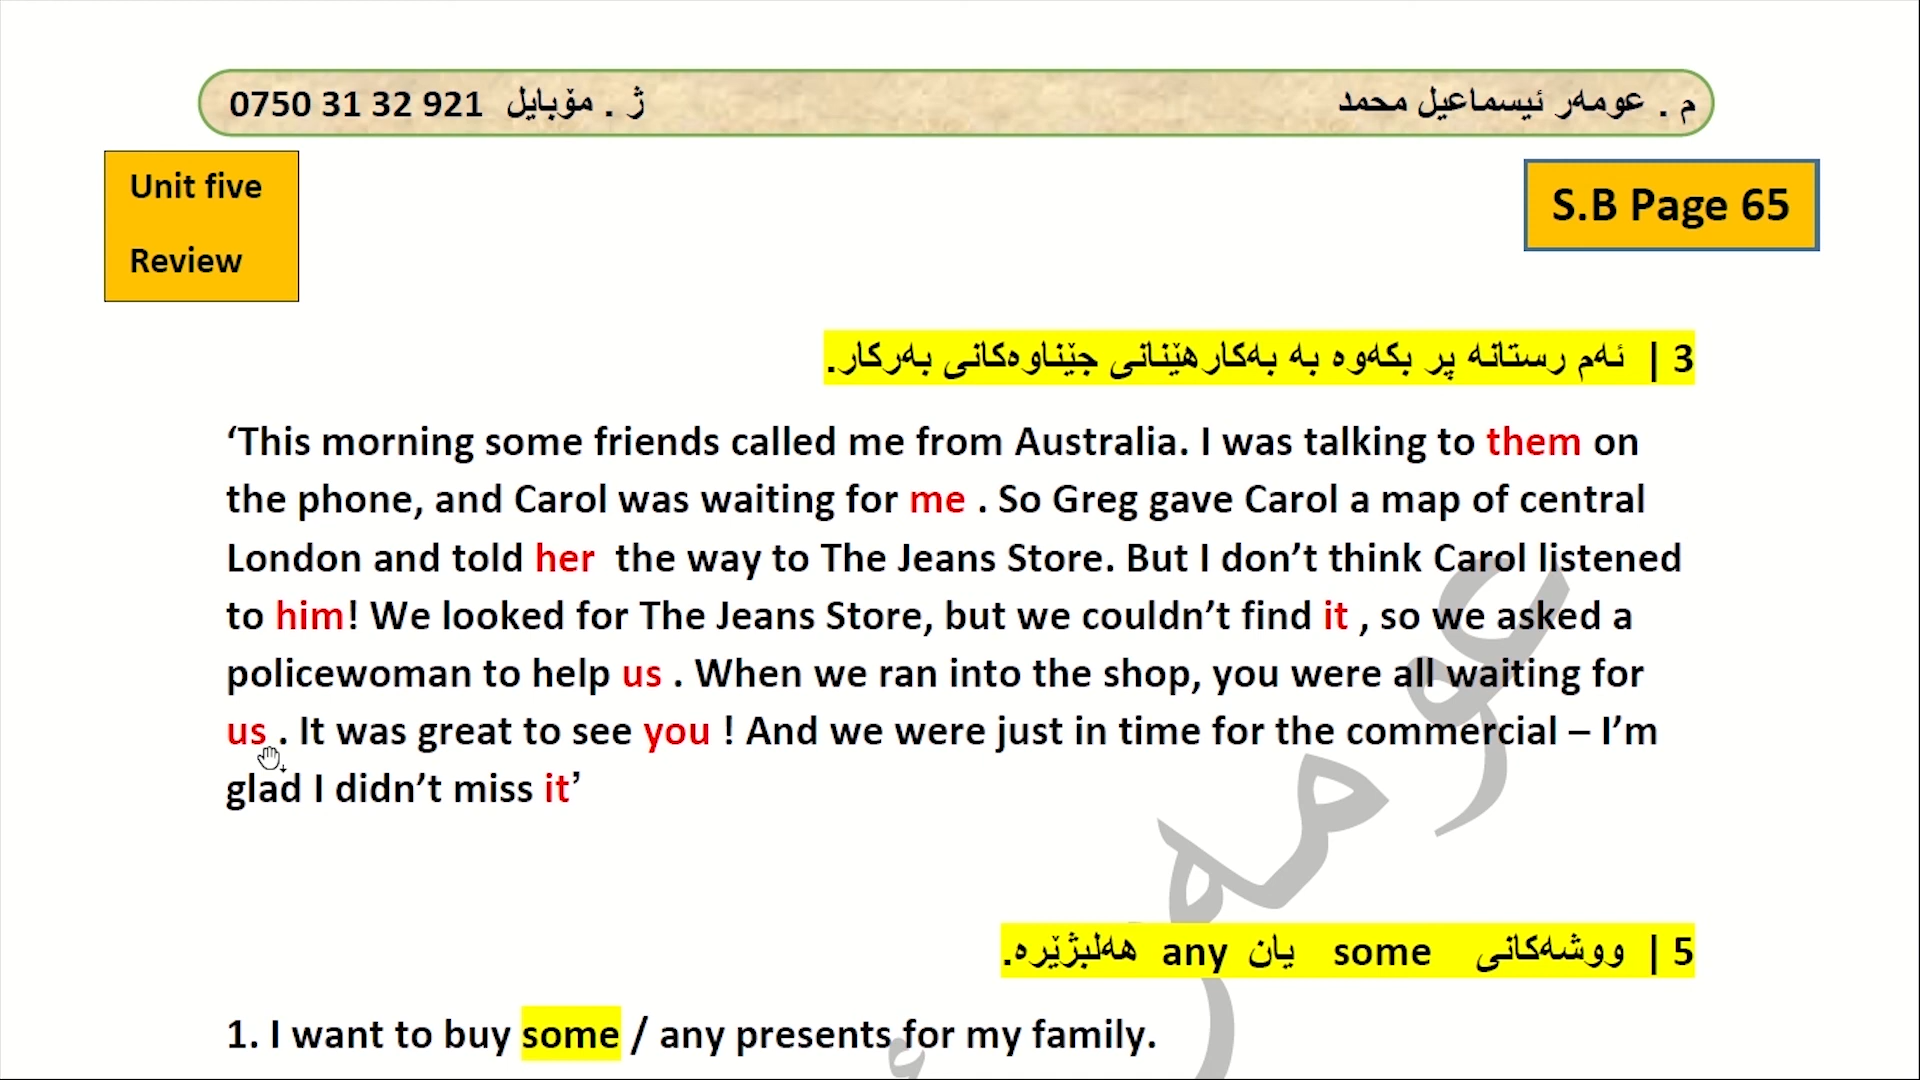 م . عومەر ئیسماعیل محمد
ژ . مۆبایل 0750 31 32 921
Unit five
Review
S.B Page 65
3 | ئەم رستانە پر بکەوە بە بەکارهێنانی جێناوەکانی بەرکار.
‘This morning some friends called me from Australia. I was talking to them on
the phone, and Carol was waiting for me . So Greg gave Carol a map of central
London and told her the way to The Jeans Store. But I don’t think Carol listened
to him! We looked for The Jeans Store, but we couldn’t find it , so we asked a
policewoman to help us . When we ran into the shop, you were all waiting for
us . It was great to see you ! And we were just in time for the commercial – I’m
glad I didn’t miss it’
5 | ووشەکانی some یان any هەلبژێرە.
1. I want to buy some / any presents for my family.
عومەر